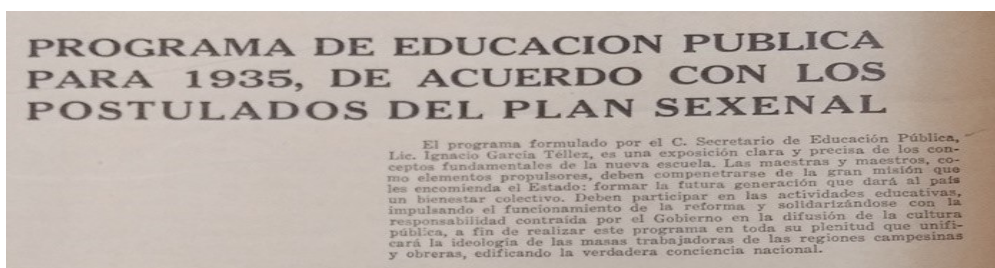 PROGRAMA DE EDUCACION PUBLICA
PARA 1935, DE ACUERDO CON LOS
POSTULADOS DEL PLAN SEXENAL
El programa formulado por el C. Secretario de Educación Pública,
Lic. Ignacio García Téllez, es una exposición clara y precisa de los con-
ceptos fundamentales de la nueva escuela. Las maestras y maestros, co-
mo elementos propulsores, deben compenetrarse de la gran misión que
les encomienda el Estado: formar la futura generación que dará al país
un bienestar colectivo. Deben participar en las actividades educativas,
impulsando el funcionamiento de la reforma y solidarizándose con la
responsabilidad contraída por el Gobierno en la difusión de la cultura
pública, a fin de realizar este programa en toda su plenitud que unifi-
cará la ideología de las masas trabajadoras de las regiones campesinas
y obreras, edificando la verdadera conciencia nacional.